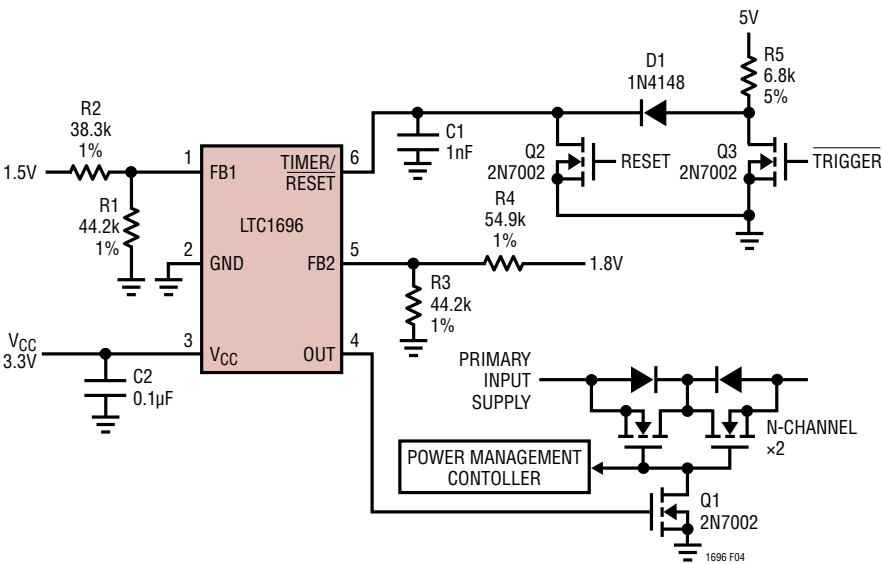 5V
D1
1N4148
R5
6.8k
5%
R2
38.3k
1%
1.5V
1
FB1
TIMER/
RESET
6
C1
1nF
Q2
2N7002
RESET
Q3
2N7002
TRIGGER
R1
44.2k
1%
LTC1696
R4
54.9k
1%
2
GND
FB2
5
1.8V
R3
44.2k
1%
VCC
3.3V
3
VCC
OUT
4
C2
0.1µF
PRIMARY
INPUT
SUPPLY
N-CHANNEL
×2
POWER MANAGEMENT
CONTOLLER
Q1
2N7002
1696 F04